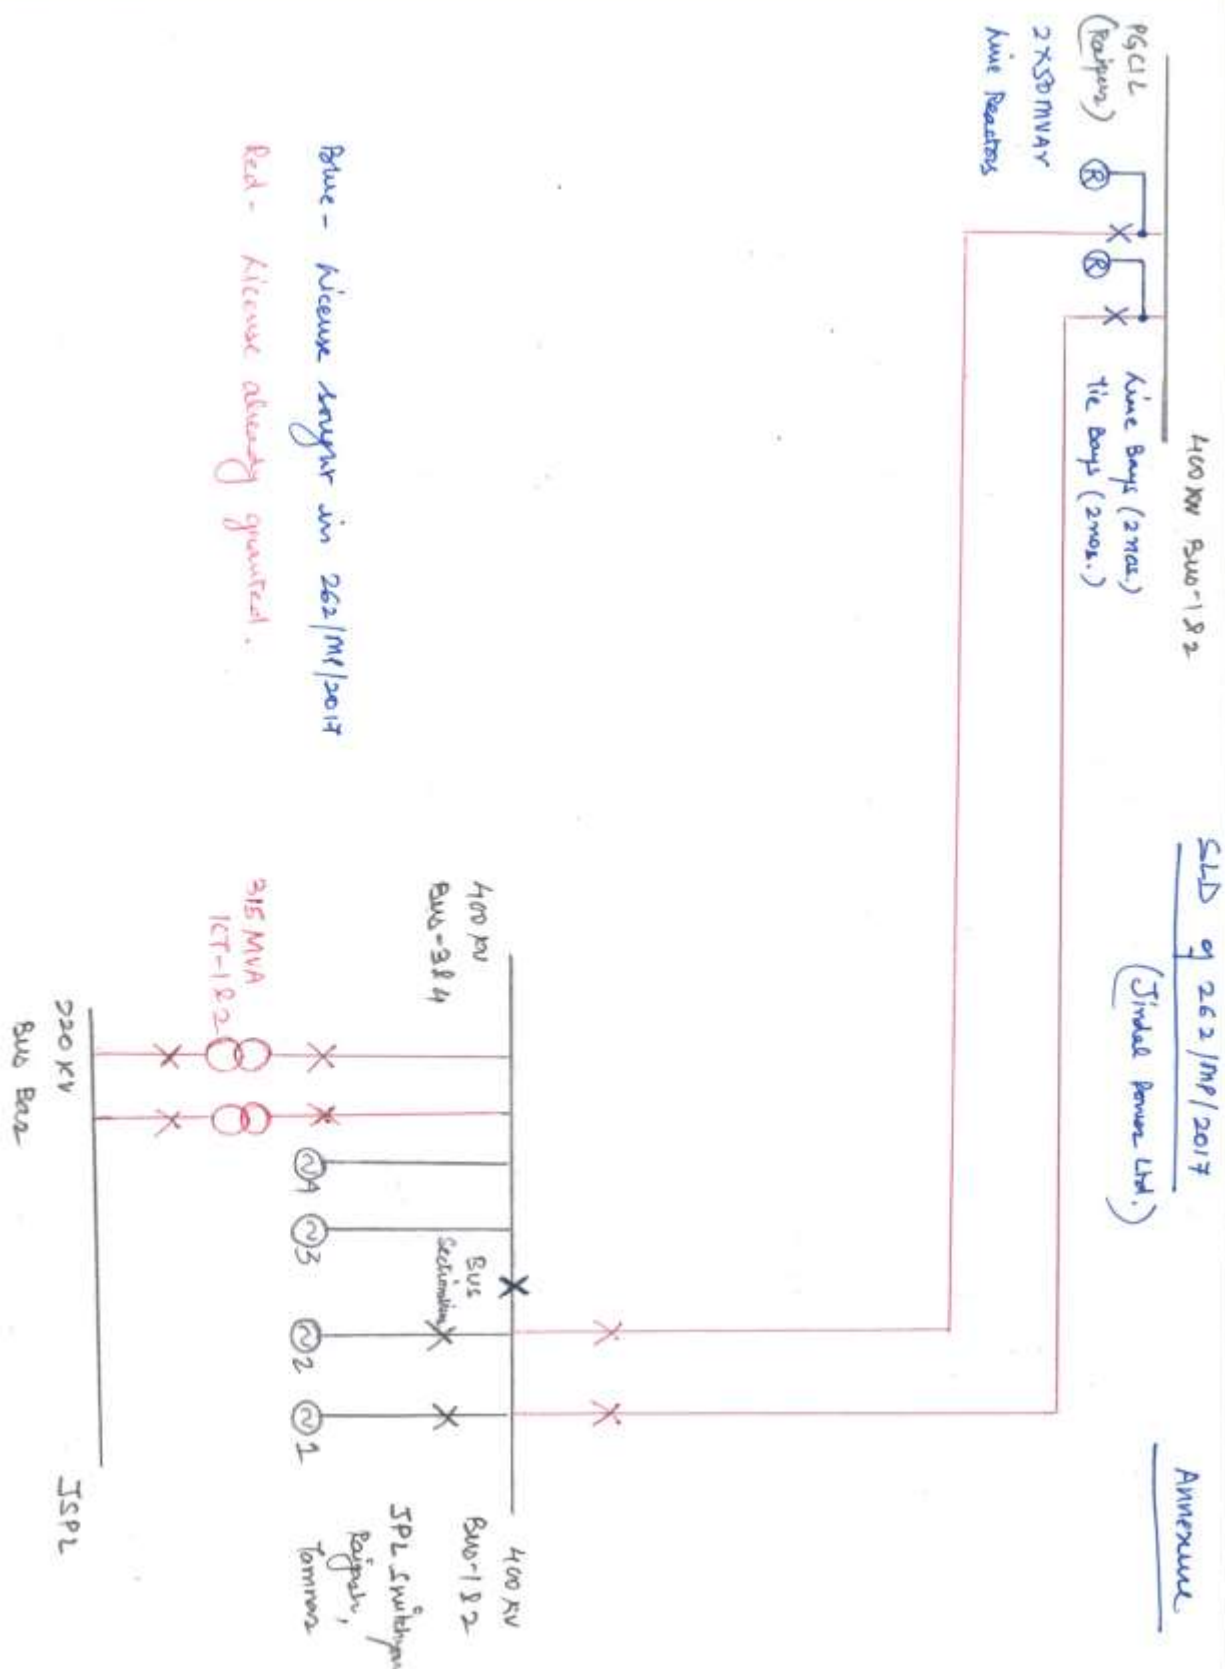 Annexure
SLD of 262/MP/2017
(Jindal Power Ltd.)
400 KV Bus-1 & 2
PGCIL
(Raipur)
2X50 MVAr
Line Reactors
R
R
Line Bays (2 nos.)
Tie Bays (2 nos.)
Blue - License sought in 262/MP/2017
Red - License already granted.
400 KV
Bus-3 & 4
400 KV
Bus-1 & 2
JPL Switchyard
Raigarh,
Tamnar
Bus
315 MVA
ICT-1 & 2
4
3
2
1
220 KV
Bus Bar
JSPL